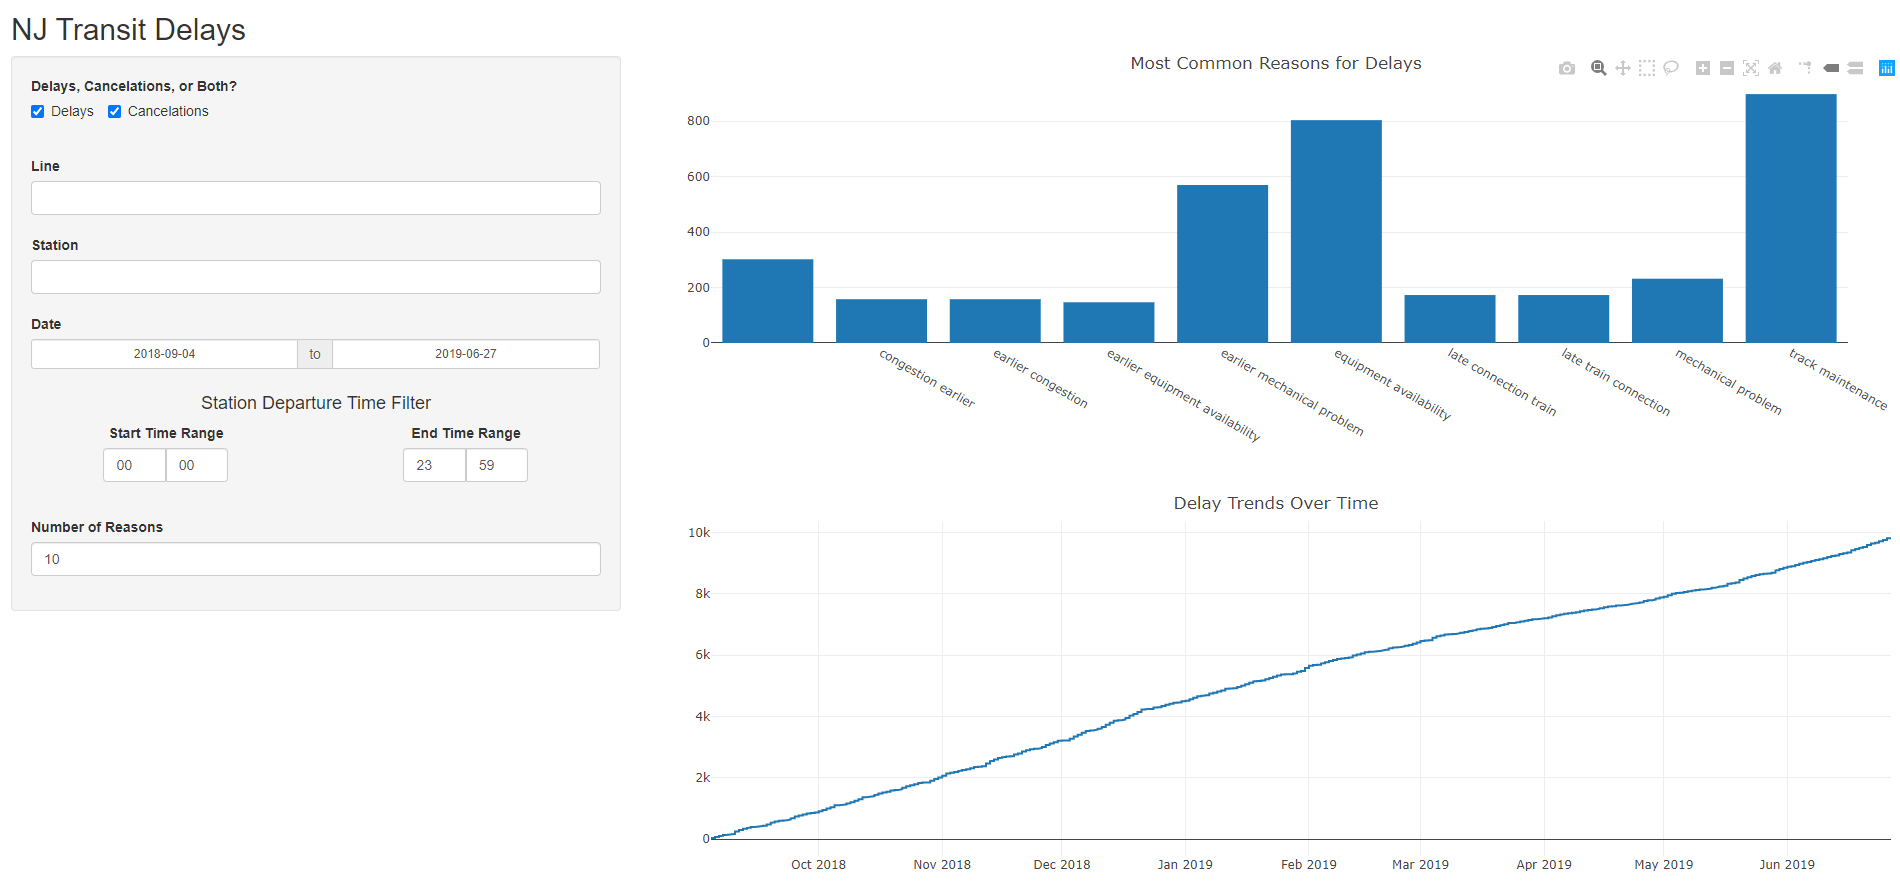 NJ Transit Delays
Delays, Cancelations, or Both?
Delays Cancelations
Line
Station
Date
2018-09-04 to 2019-06-27
Station Departure Time Filter
Start Time Range End Time Range
00 00 23 59
Number of Reasons
10
Most Common Reasons for Delays
800
600
400
200
0
congestion earlier
earlier congestion
earlier equipment availability
earlier mechanical problem
equipment availability
late connection train
late train connection
mechanical problem
track maintenance
Delay Trends Over Time
10k
8k
6k
4k
2k
0
Oct 2018 Nov 2018 Dec 2018 Jan 2019 Feb 2019 Mar 2019 Apr 2019 May 2019 Jun 2019